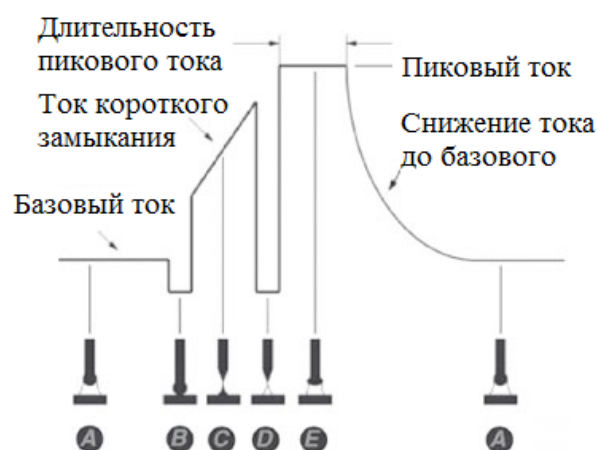 Длительность
пикового тока
Пиковый ток
Ток короткого
замыкания
Снижение тока
до базового
Базовый ток
A B C D E A